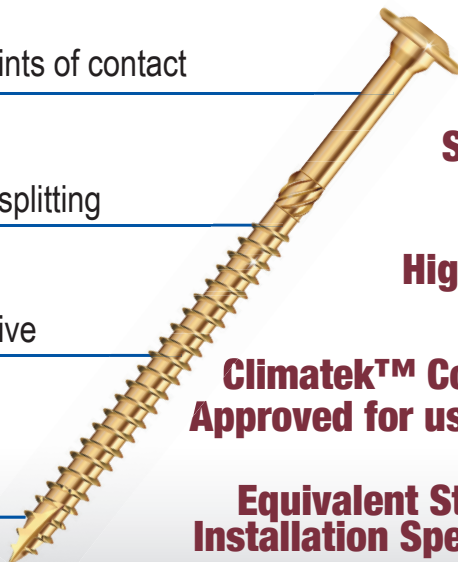 ints of contact
S
splitting
Hig
ive
Climatek™ Co
Approved for us
Equivalent St
Installation Spe